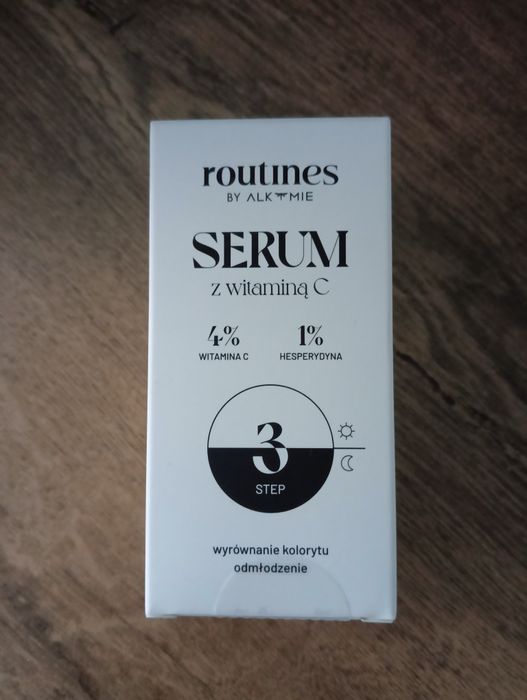 routines
BY ALKMIE
SERUM
z witaminą C
4% 1%
WITAMINA C HESPERYDYNA
3
STEP
wyrównanie kolorytu
odmłodzenie